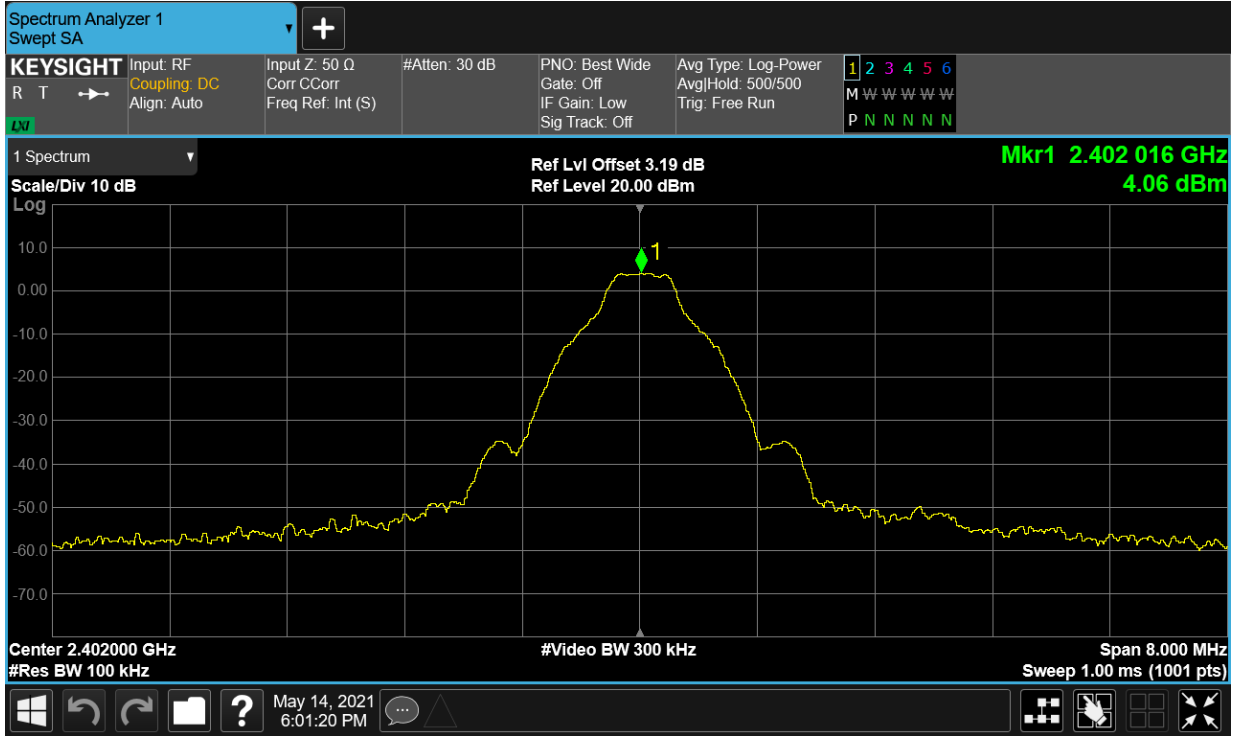 Spectrum Analyzer 1
Swept SA
KEYSIGHT
R T
LXI
Input: RF
Coupling: DC
Align: Auto
Input Z: 50 Ω
Corr CCorr
Freq Ref: Int (S)
#Atten: 30 dB
PNO: Best Wide
Gate: Off
IF Gain: Low
Sig Track: Off
Avg Type: Log-Power
Avg|Hold: 500/500
Trig: Free Run
1 2 3 4 5 6
M W W W W W
P N N N N N
1 Spectrum
Scale/Div 10 dB
Log
Ref Lvl Offset 3.19 dB
Ref Level 20.00 dBm
Mkr1 2.402 016 GHz
4.06 dBm
1
10.0
0.00
-10.0
-20.0
-30.0
-40.0
-50.0
-60.0
-70.0
Center 2.402000 GHz
#Res BW 100 kHz
#Video BW 300 kHz
Span 8.000 MHz
Sweep 1.00 ms (1001 pts)
?
May 14, 2021
6:01:20 PM